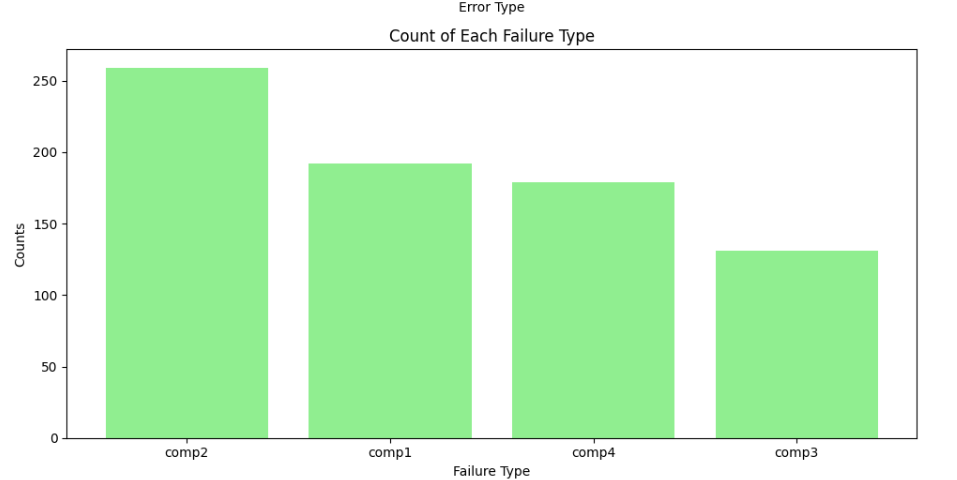 Error Type
Count of Each Failure Type
250
200
150
100
50
0
Counts
comp2 comp1 comp4 comp3
Failure Type